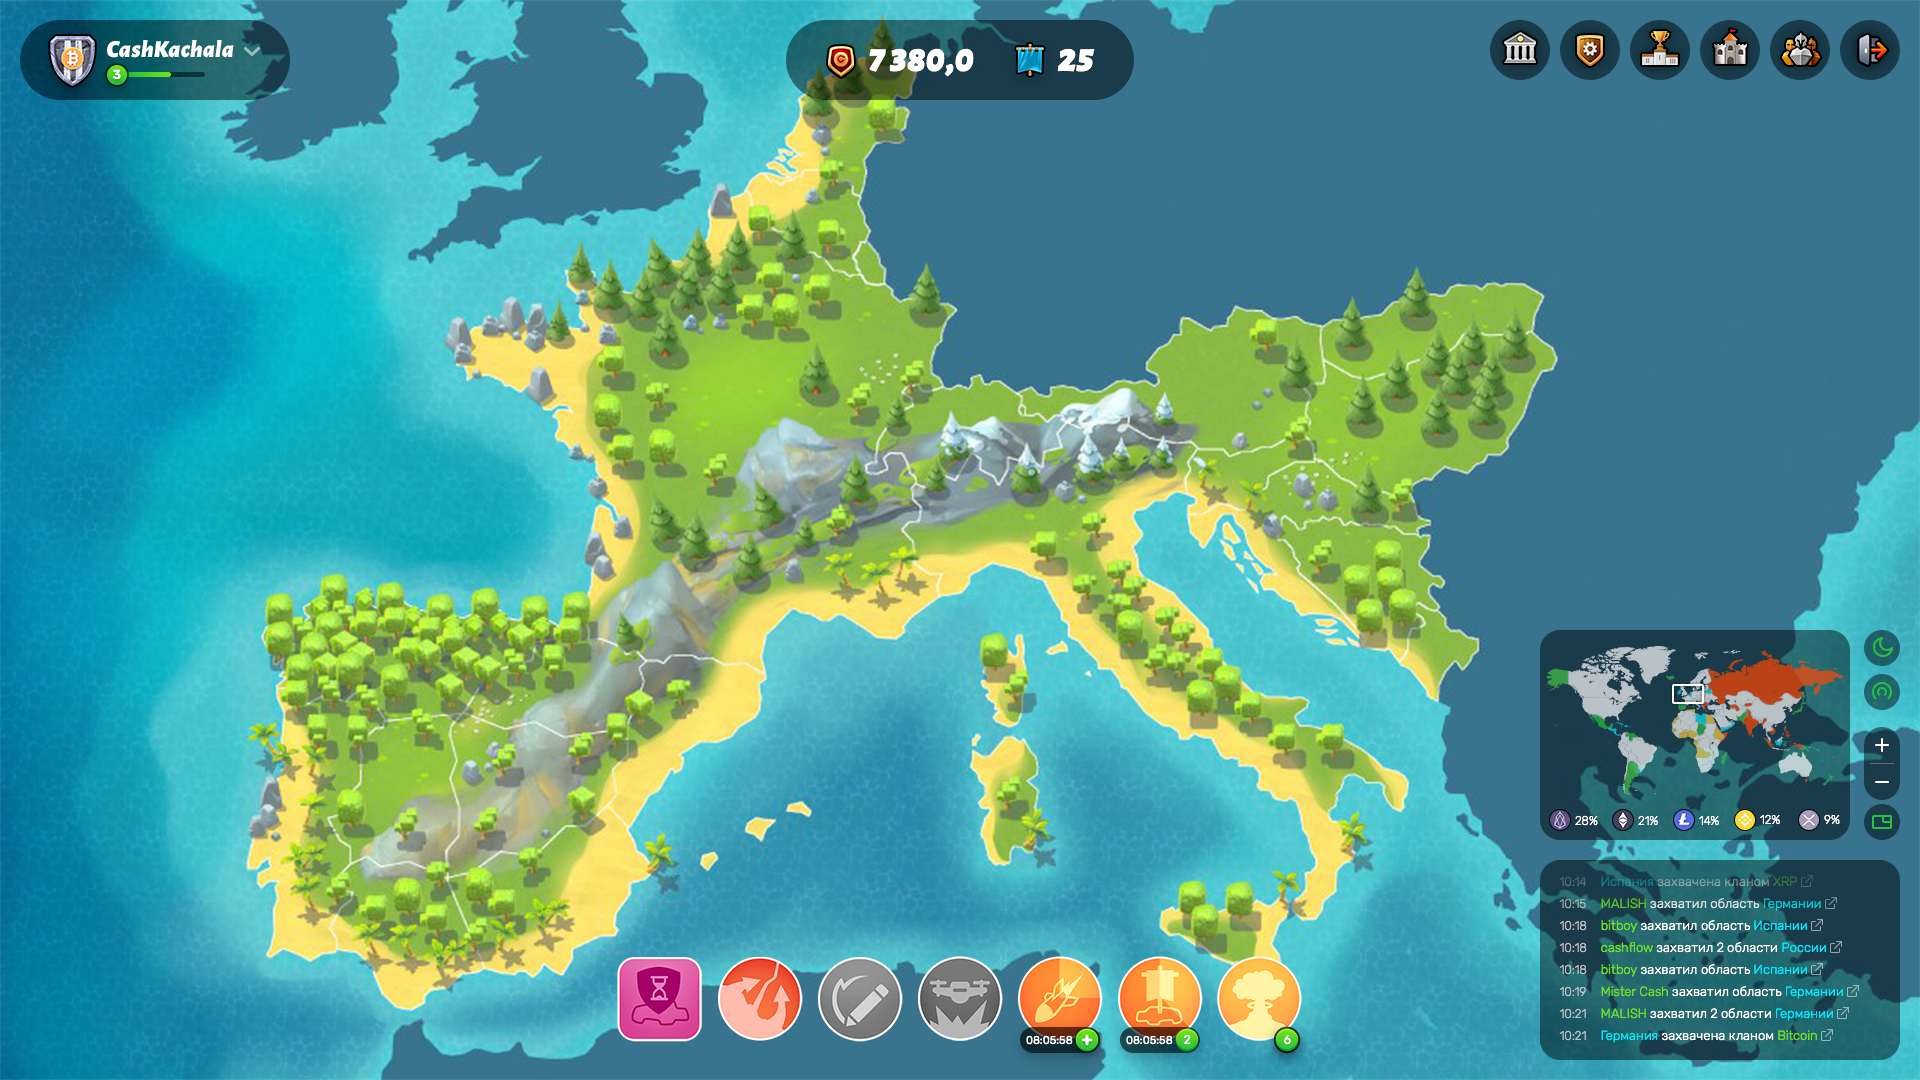 CashKachala
3
7 380,0
25
28%
21%
14%
12%
9%
10:14 Испания захвачена кланом XRP
10:15 MALISH захватил область Германии
10:18 bitboy захватил область Испании
10:18 cashflow захватил 2 области России
10:18 bitboy захватил область Испании
10:19 Mister Cash захватил область Германии
10:21 MALISH захватил 2 области Германии
10:21 Германия захвачена кланом Bitcoin
08:05:58
08:05:58 2
6